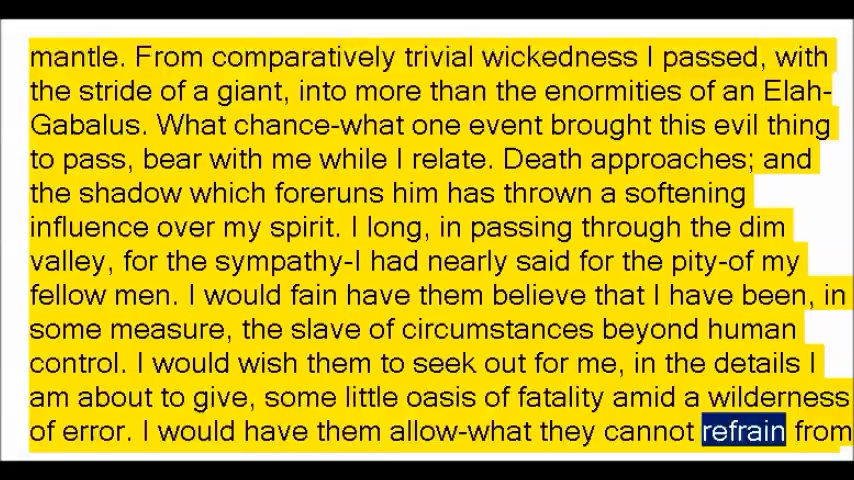 mantle. From comparatively trivial wickedness I passed, with
the stride of a giant, into more than the enormities of an Elah-
Gabalus. What chance-what one event brought this evil thing
to pass, bear with me while I relate. Death approaches; and
the shadow which foreruns him has thrown a softening
influence over my spirit. I long, in passing through the dim
valley, for the sympathy-I had nearly said for the pity-of my
fellow men. I would fain have them believe that I have been, in
some measure, the slave of circumstances beyond human
control. I would wish them to seek out for me, in the details I
am about to give, some little oasis of fatality amid a wilderness
of error. I would have them allow-what they cannot refrain from